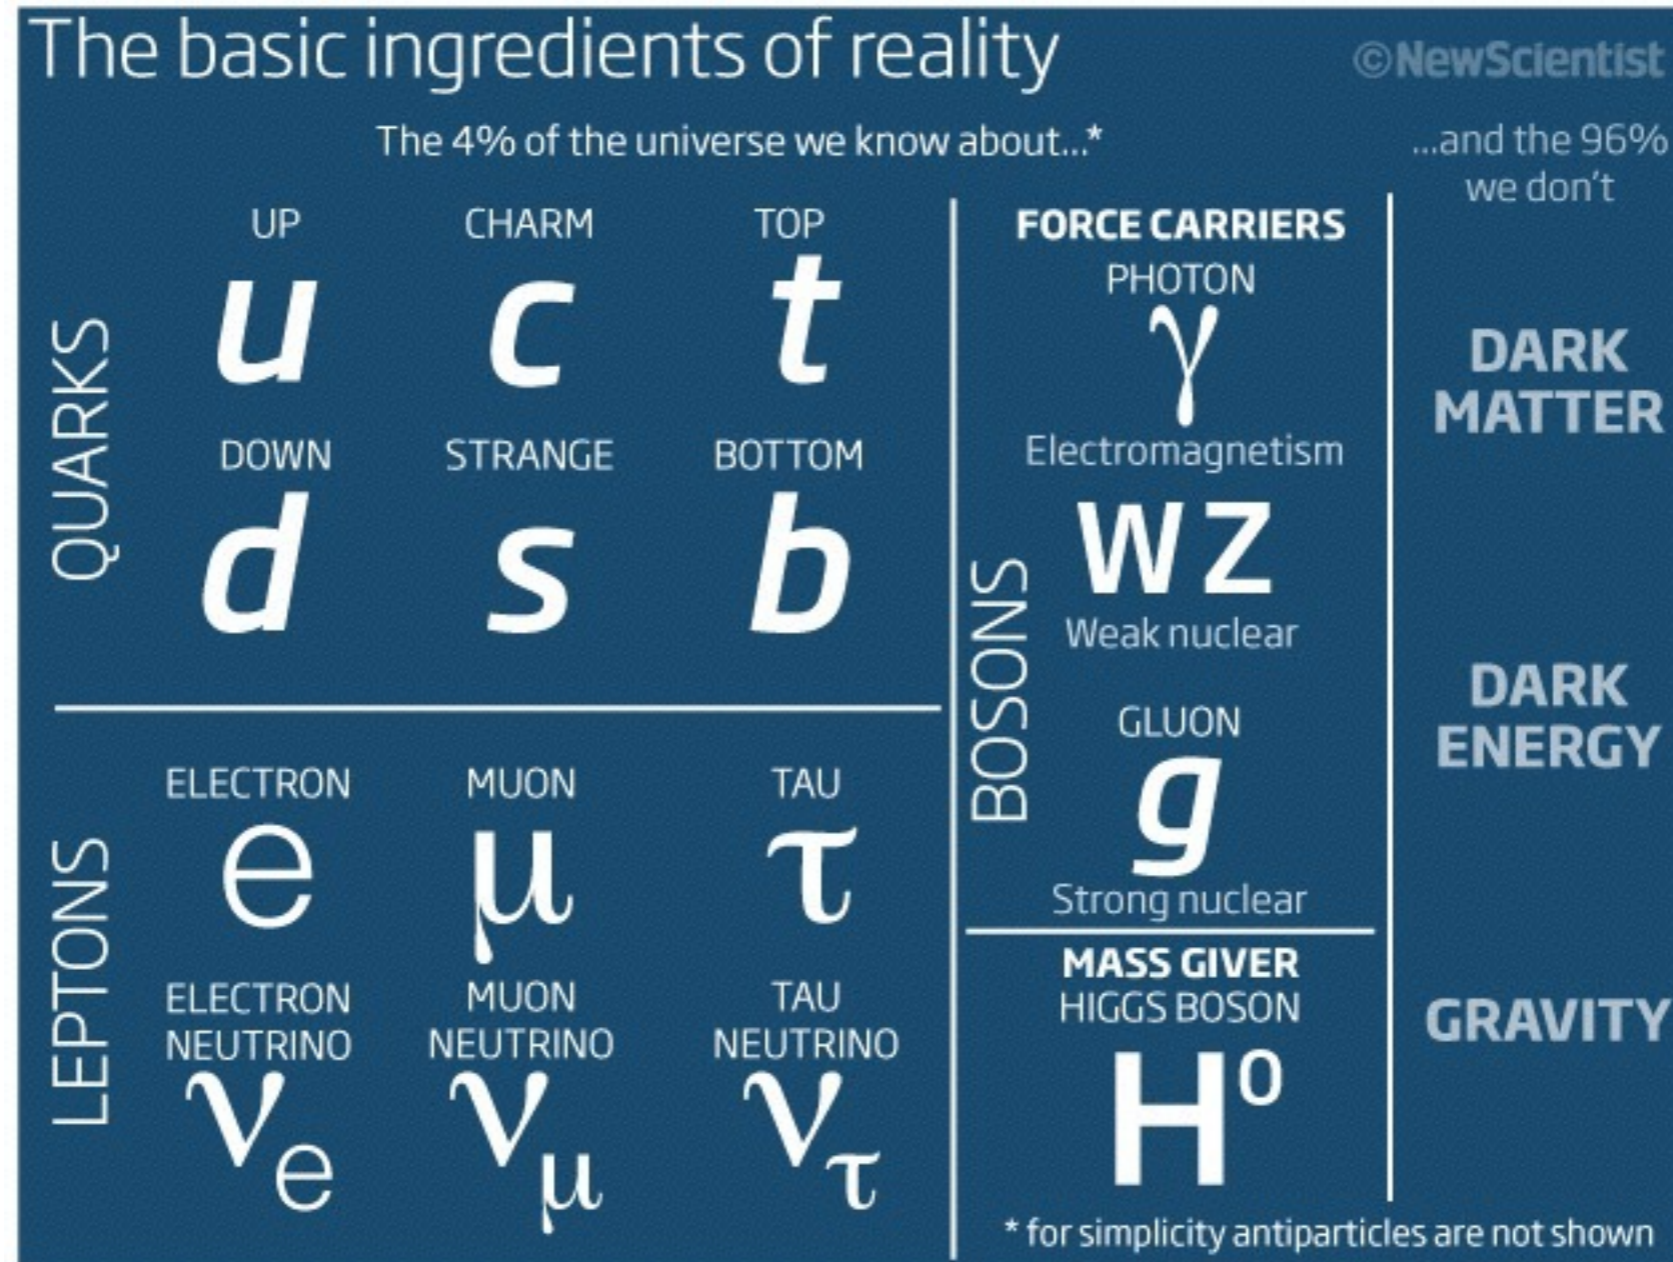 The basic ingredients of reality
©NewScientist
The 4% of the universe we know about...*
...and the 96%
we don't
QUARKS
UP CHARM TOP
u c t
DOWN STRANGE BOTTOM
d s b
LEPTONS
ELECTRON MUON TAU
e μ τ
ELECTRON MUON TAU
NEUTRINO NEUTRINO NEUTRINO
νe νμ ντ
BOSONS
FORCE CARRIERS
PHOTON
γ
Electromagnetism
W Z
Weak nuclear
GLUON
g
Strong nuclear
MASS GIVER
HIGGS BOSON
H⁰
DARK
MATTER
DARK
ENERGY
GRAVITY
* for simplicity antiparticles are not shown